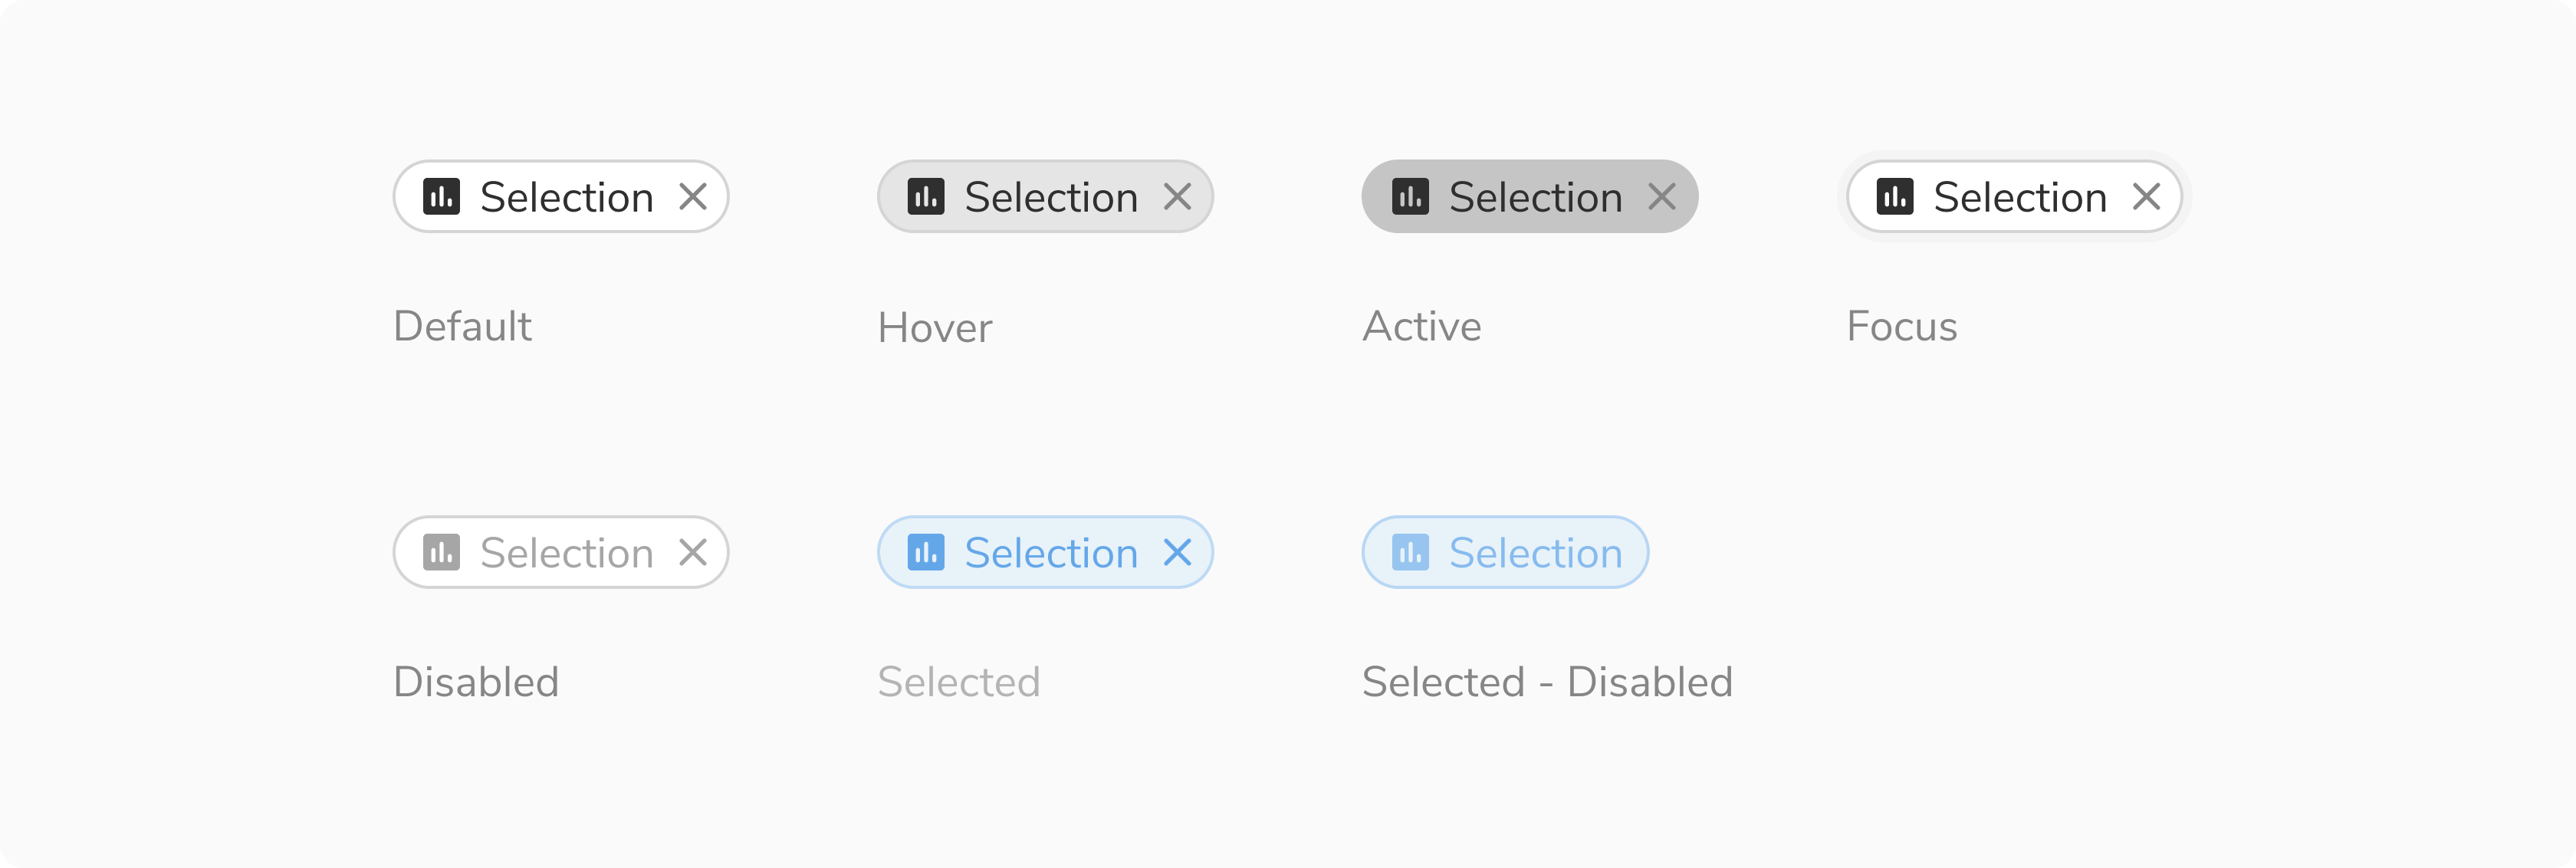 Selection
Selection
Selection
Selection
Default
Hover
Active
Focus
Selection
Selection
Selection
Disabled
Selected
Selected - Disabled